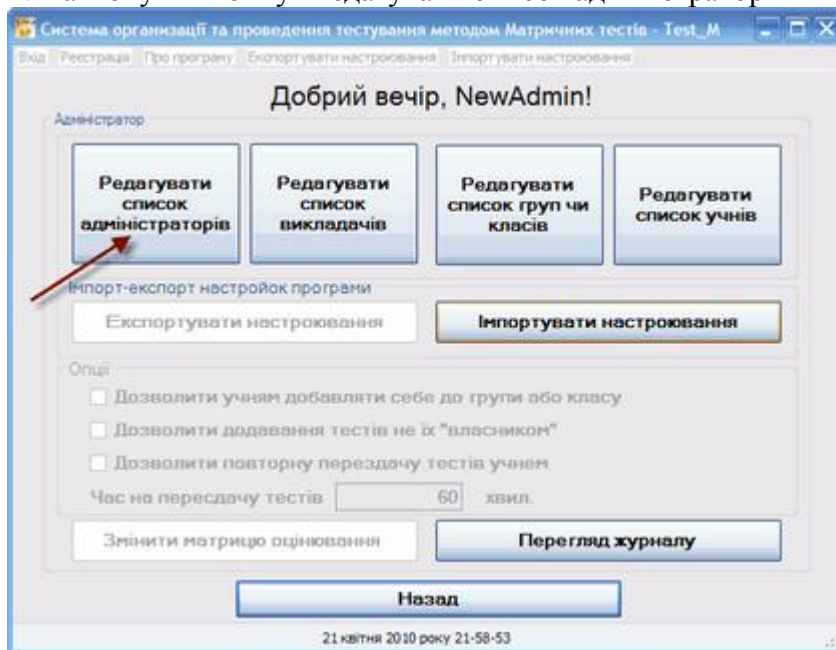 Система организації та проведення тестування методом Матричних тестів - Test_M
Вхід Реєстрація Про програму Експортувати настроювання Імпортувати настроювання
Добрий вечір, NewAdmin!
Адміністратор
Редагувати список адміністраторів
Редагувати список викладачів
Редагувати список груп чи класів
Редагувати список учнів
Імпорт-експорт настройок програми
Експортувати настроювання
Імпортувати настроювання
Опції
Дозволити учням добавляти себе до групи або класу
Дозволити додавання тестів не їх "власником"
Дозволити повторну перездачу тестів учнем
Час на пересдачу тестів 60 хвил.
Змінити матрицю оцінювання
Перегляд журналу
Назад
21 квітня 2010 року 21-58-53